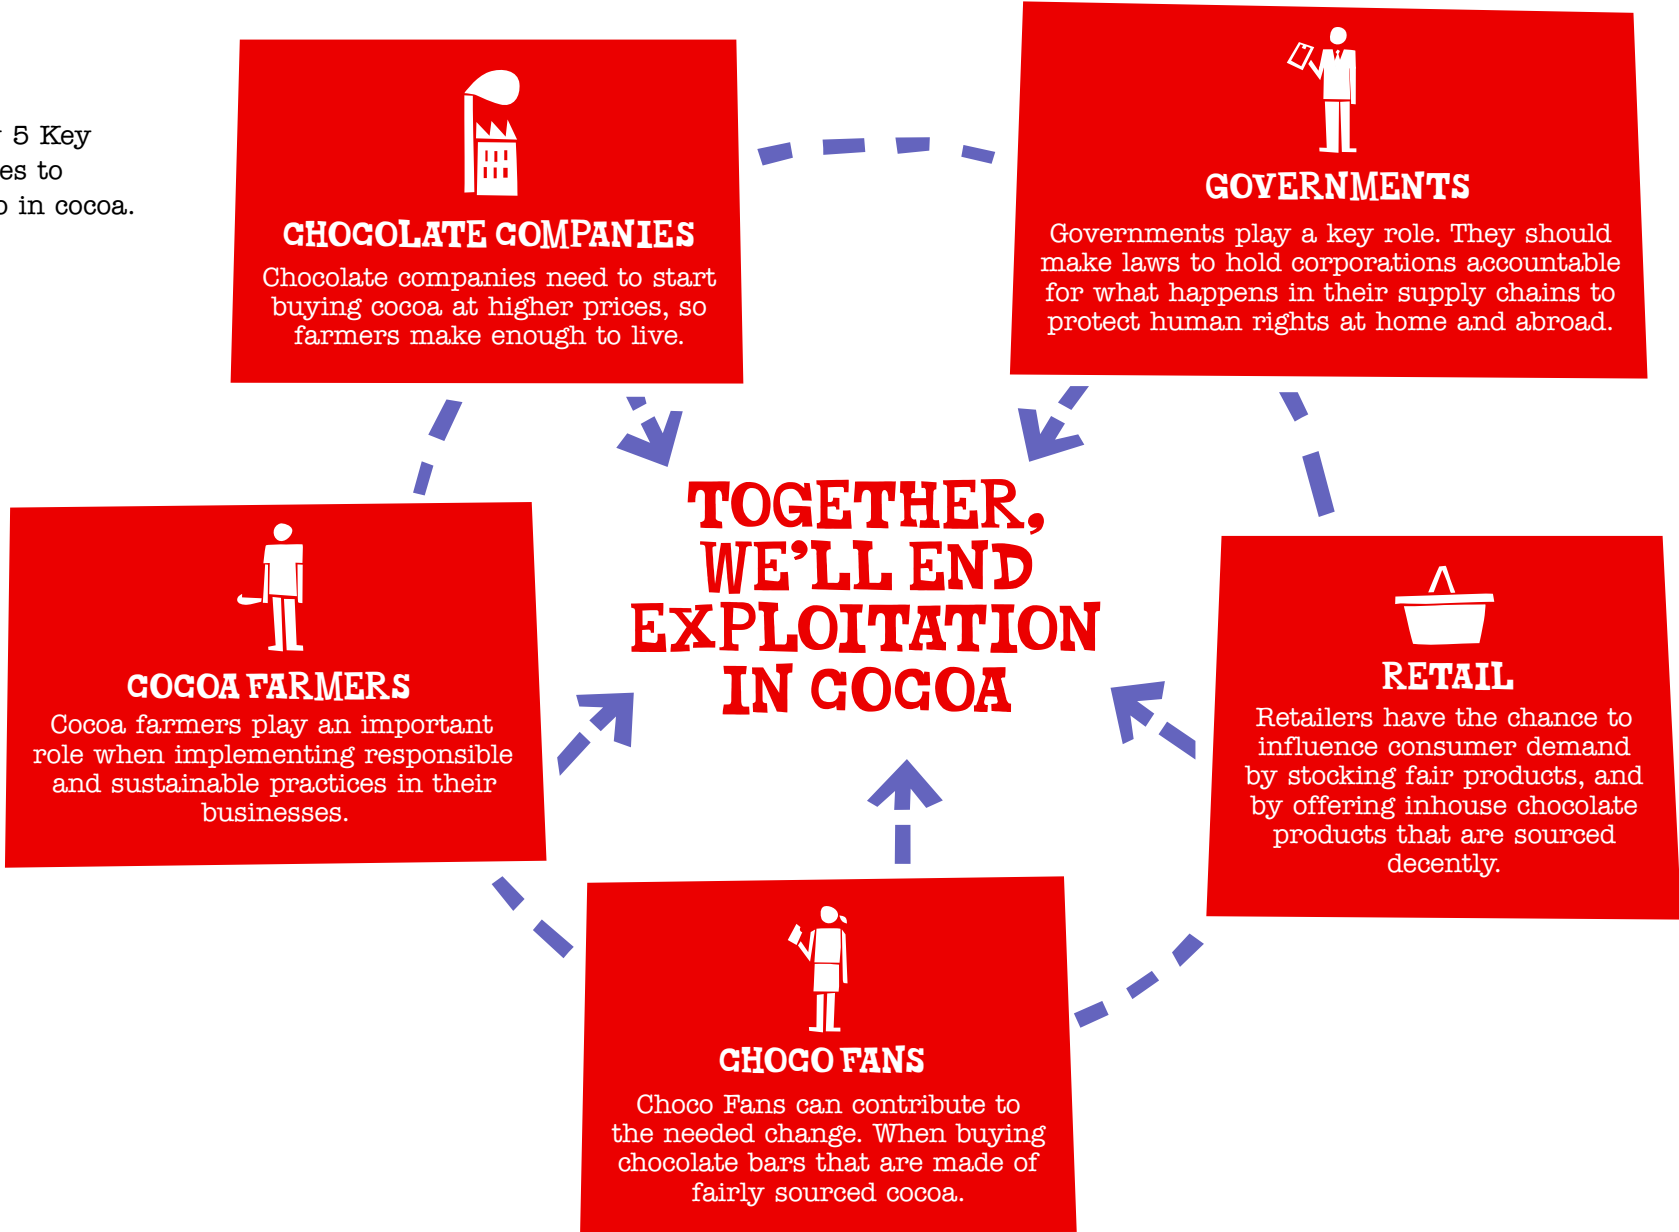 5 Key
es to
in cocoa.
CHOCOLATE COMPANIES
Chocolate companies need to start
buying cocoa at higher prices, so
farmers make enough to live.
GOVERNMENTS
Governments play a key role. They should
make laws to hold corporations accountable
for what happens in their supply chains to
protect human rights at home and abroad.
TOGETHER,
WE'LL END
EXPLOITATION
IN COCOA
COCOA FARMERS
Cocoa farmers play an important
role when implementing responsible
and sustainable practices in their
businesses.
RETAIL
Retailers have the chance to
influence consumer demand
by stocking fair products, and
by offering inhouse chocolate
products that are sourced
decently.
CHOCO FANS
Choco Fans can contribute to
the needed change. When buying
chocolate bars that are made of
fairly sourced cocoa.